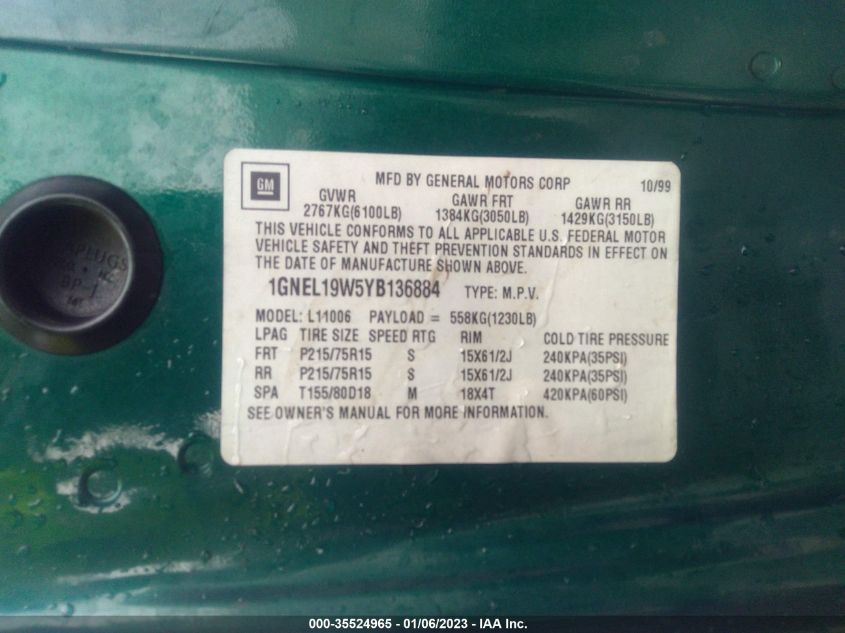 GM
MFD BY GENERAL MOTORS CORP 10/99
GVWR GAWR FRT GAWR RR
2767KG(6100LB) 1384KG(3050LB) 1429KG(3150LB)
THIS VEHICLE CONFORMS TO ALL APPLICABLE U.S. FEDERAL MOTOR
VEHICLE SAFETY AND THEFT PREVENTION STANDARDS IN EFFECT ON
THE DATE OF MANUFACTURE SHOWN ABOVE.
1GNEL19W5YB136884 TYPE: M.P.V.
MODEL: L11006 PAYLOAD = 558KG(1230LB)
LPAG TIRE SIZE SPEED RTG RIM COLD TIRE PRESSURE
FRT P215/75R15 S 15X61/2J 240KPA(35PSI)
RR P215/75R15 S 15X61/2J 240KPA(35PSI)
SPA T155/80D18 M 18X4T 420KPA(60PSI)
SEE OWNER'S MANUAL FOR MORE INFORMATION.
BP-1
000-35524965 - 01/06/2023 - IAA Inc.